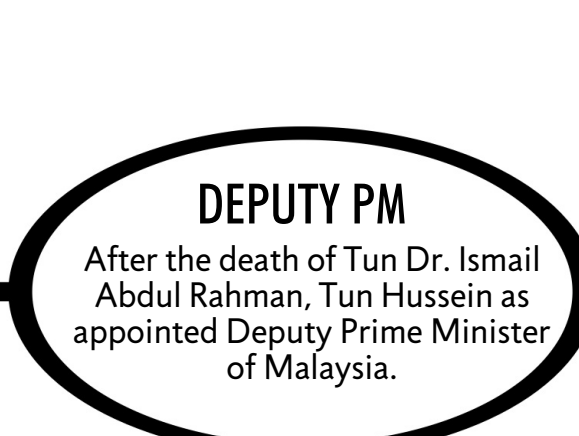 DEPUTY PM
After the death of Tun Dr. Ismail
Abdul Rahman, Tun Hussein as
appointed Deputy Prime Minister
of Malaysia.